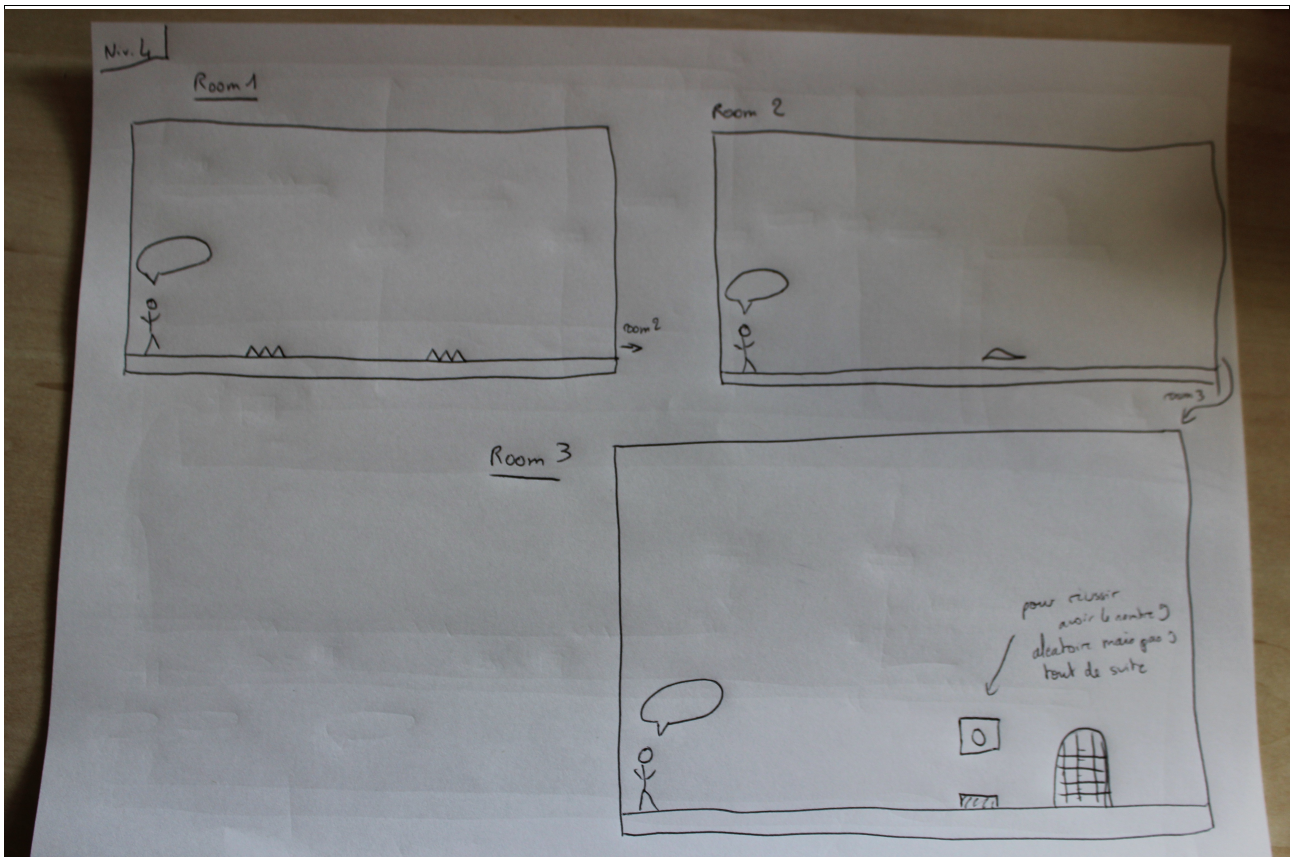 Niv. 4
Room 1
Room 2
room 2
room 3
Room 3
pour réussir
avoir le nombre 9
aleatoire mais pas 9
tout de suite
0